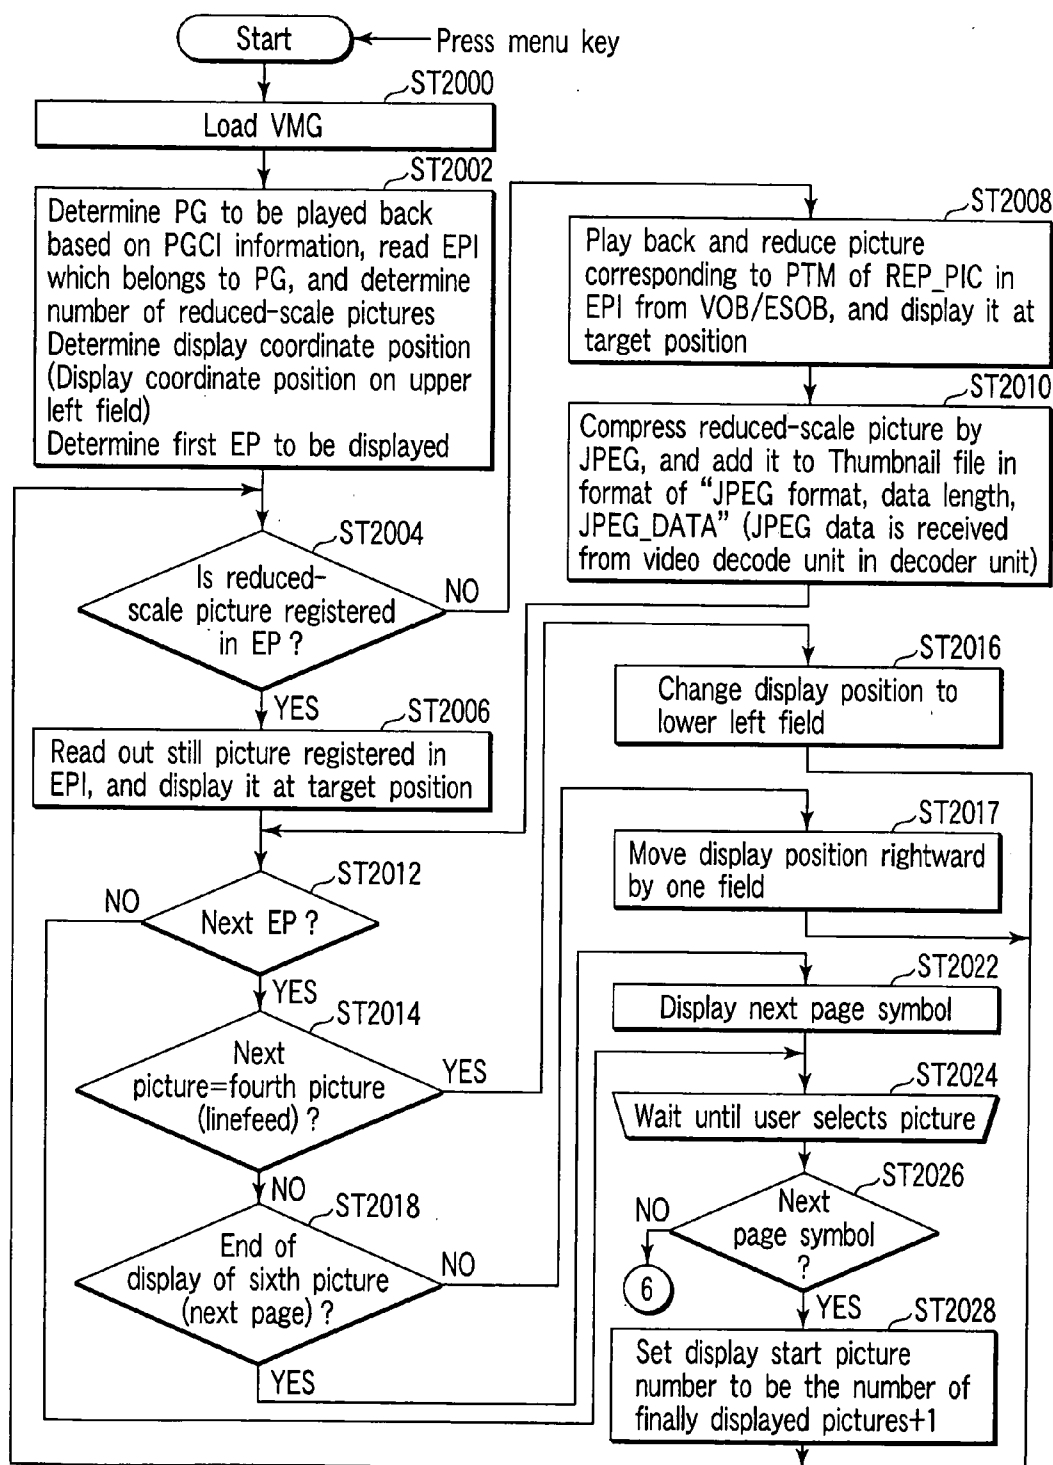 Start
Press menu key
ST2000
Load VMG
ST2002
Determine PG to be played back
based on PGCI information, read EPI
which belongs to PG, and determine
number of reduced-scale pictures
Determine display coordinate position
(Display coordinate position on upper
left field)
Determine first EP to be displayed
ST2004
Is reduced-
scale picture registered
in EP ?
NO
YES
ST2006
Read out still picture registered in
EPI, and display it at target position
ST2012
NO
Next EP ?
YES
ST2014
Next
picture=fourth picture
(linefeed) ?
YES
NO
ST2018
End of
display of sixth picture
(next page) ?
NO
YES
ST2008
Play back and reduce picture
corresponding to PTM of REP_PIC in
EPI from VOB/ESOB, and display it at
target position
ST2010
Compress reduced-scale picture by
JPEG, and add it to Thumbnail file in
format of “JPEG format, data length,
JPEG_DATA” (JPEG data is received
from video decode unit in decoder unit)
ST2016
Change display position to
lower left field
ST2017
Move display position rightward
by one field
ST2022
Display next page symbol
ST2024
Wait until user selects picture
ST2026
NO
Next
page symbol
?
6
YES
ST2028
Set display start picture
number to be the number of
finally displayed pictures+1